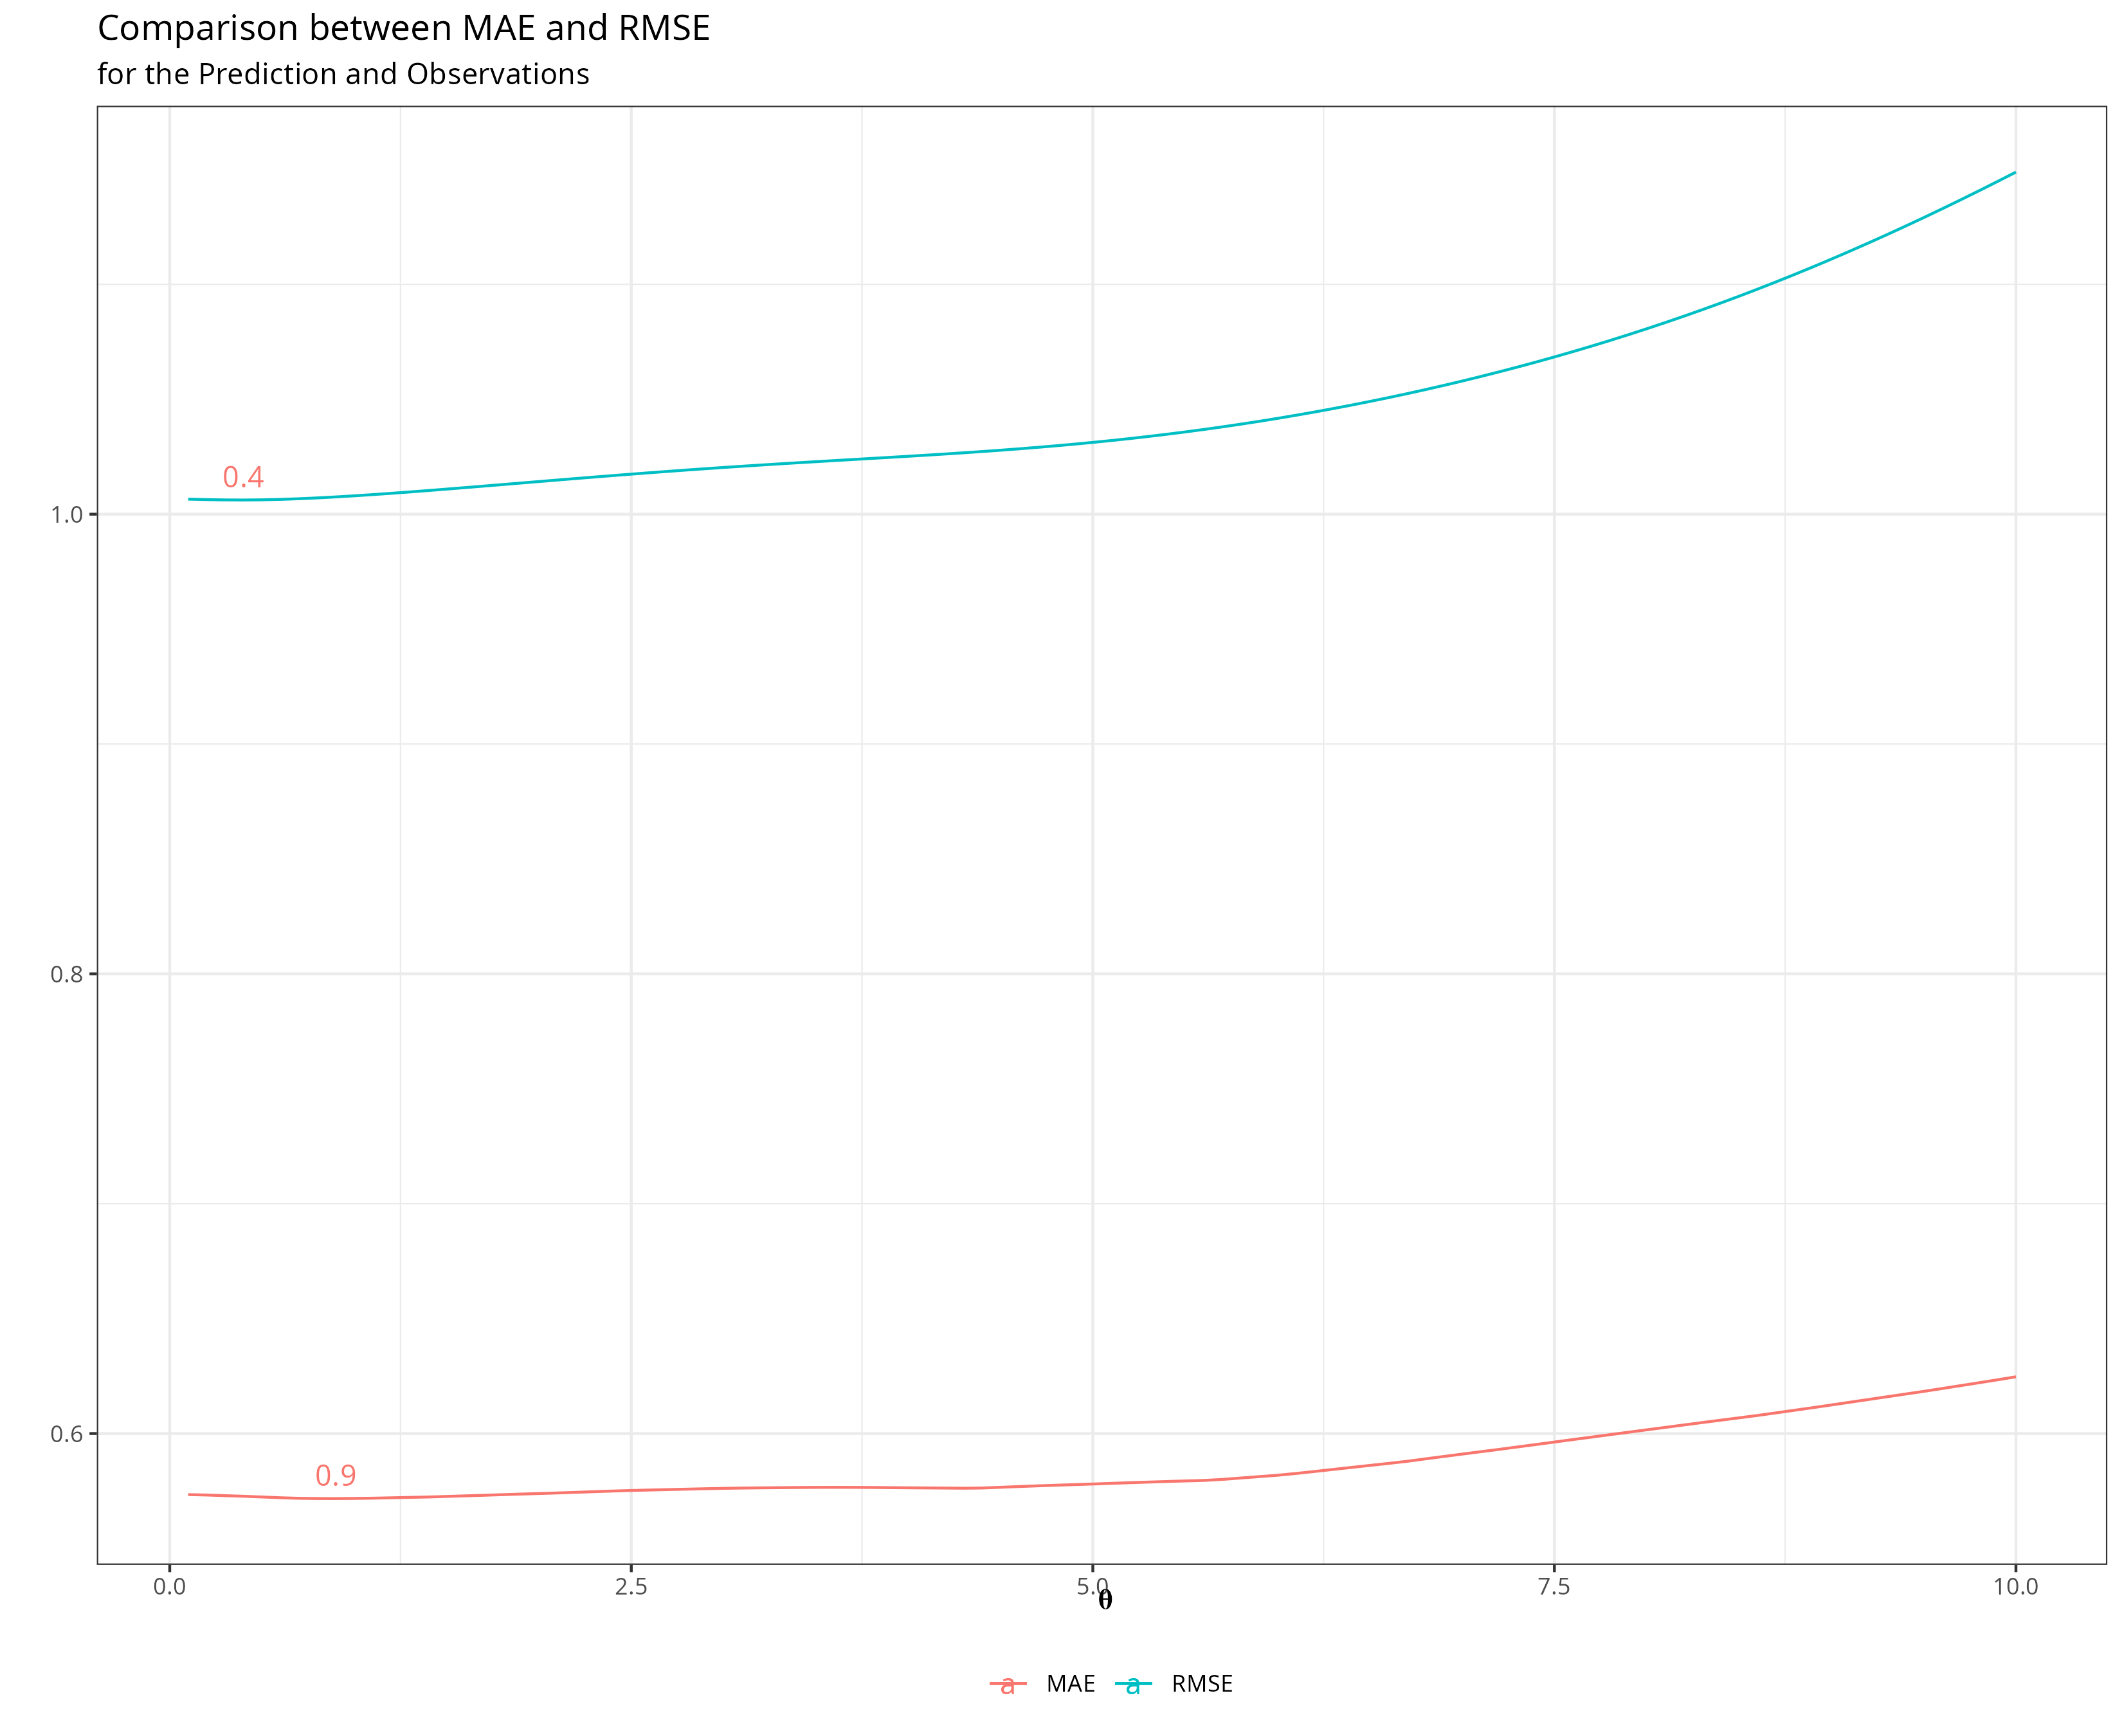 Comparison between MAE and RMSE
for the Prediction and Observations
0.4
1.0
0.8
0.6
0.9
0.0 2.5 5.0 7.5 10.0
θ
a MAE a RMSE